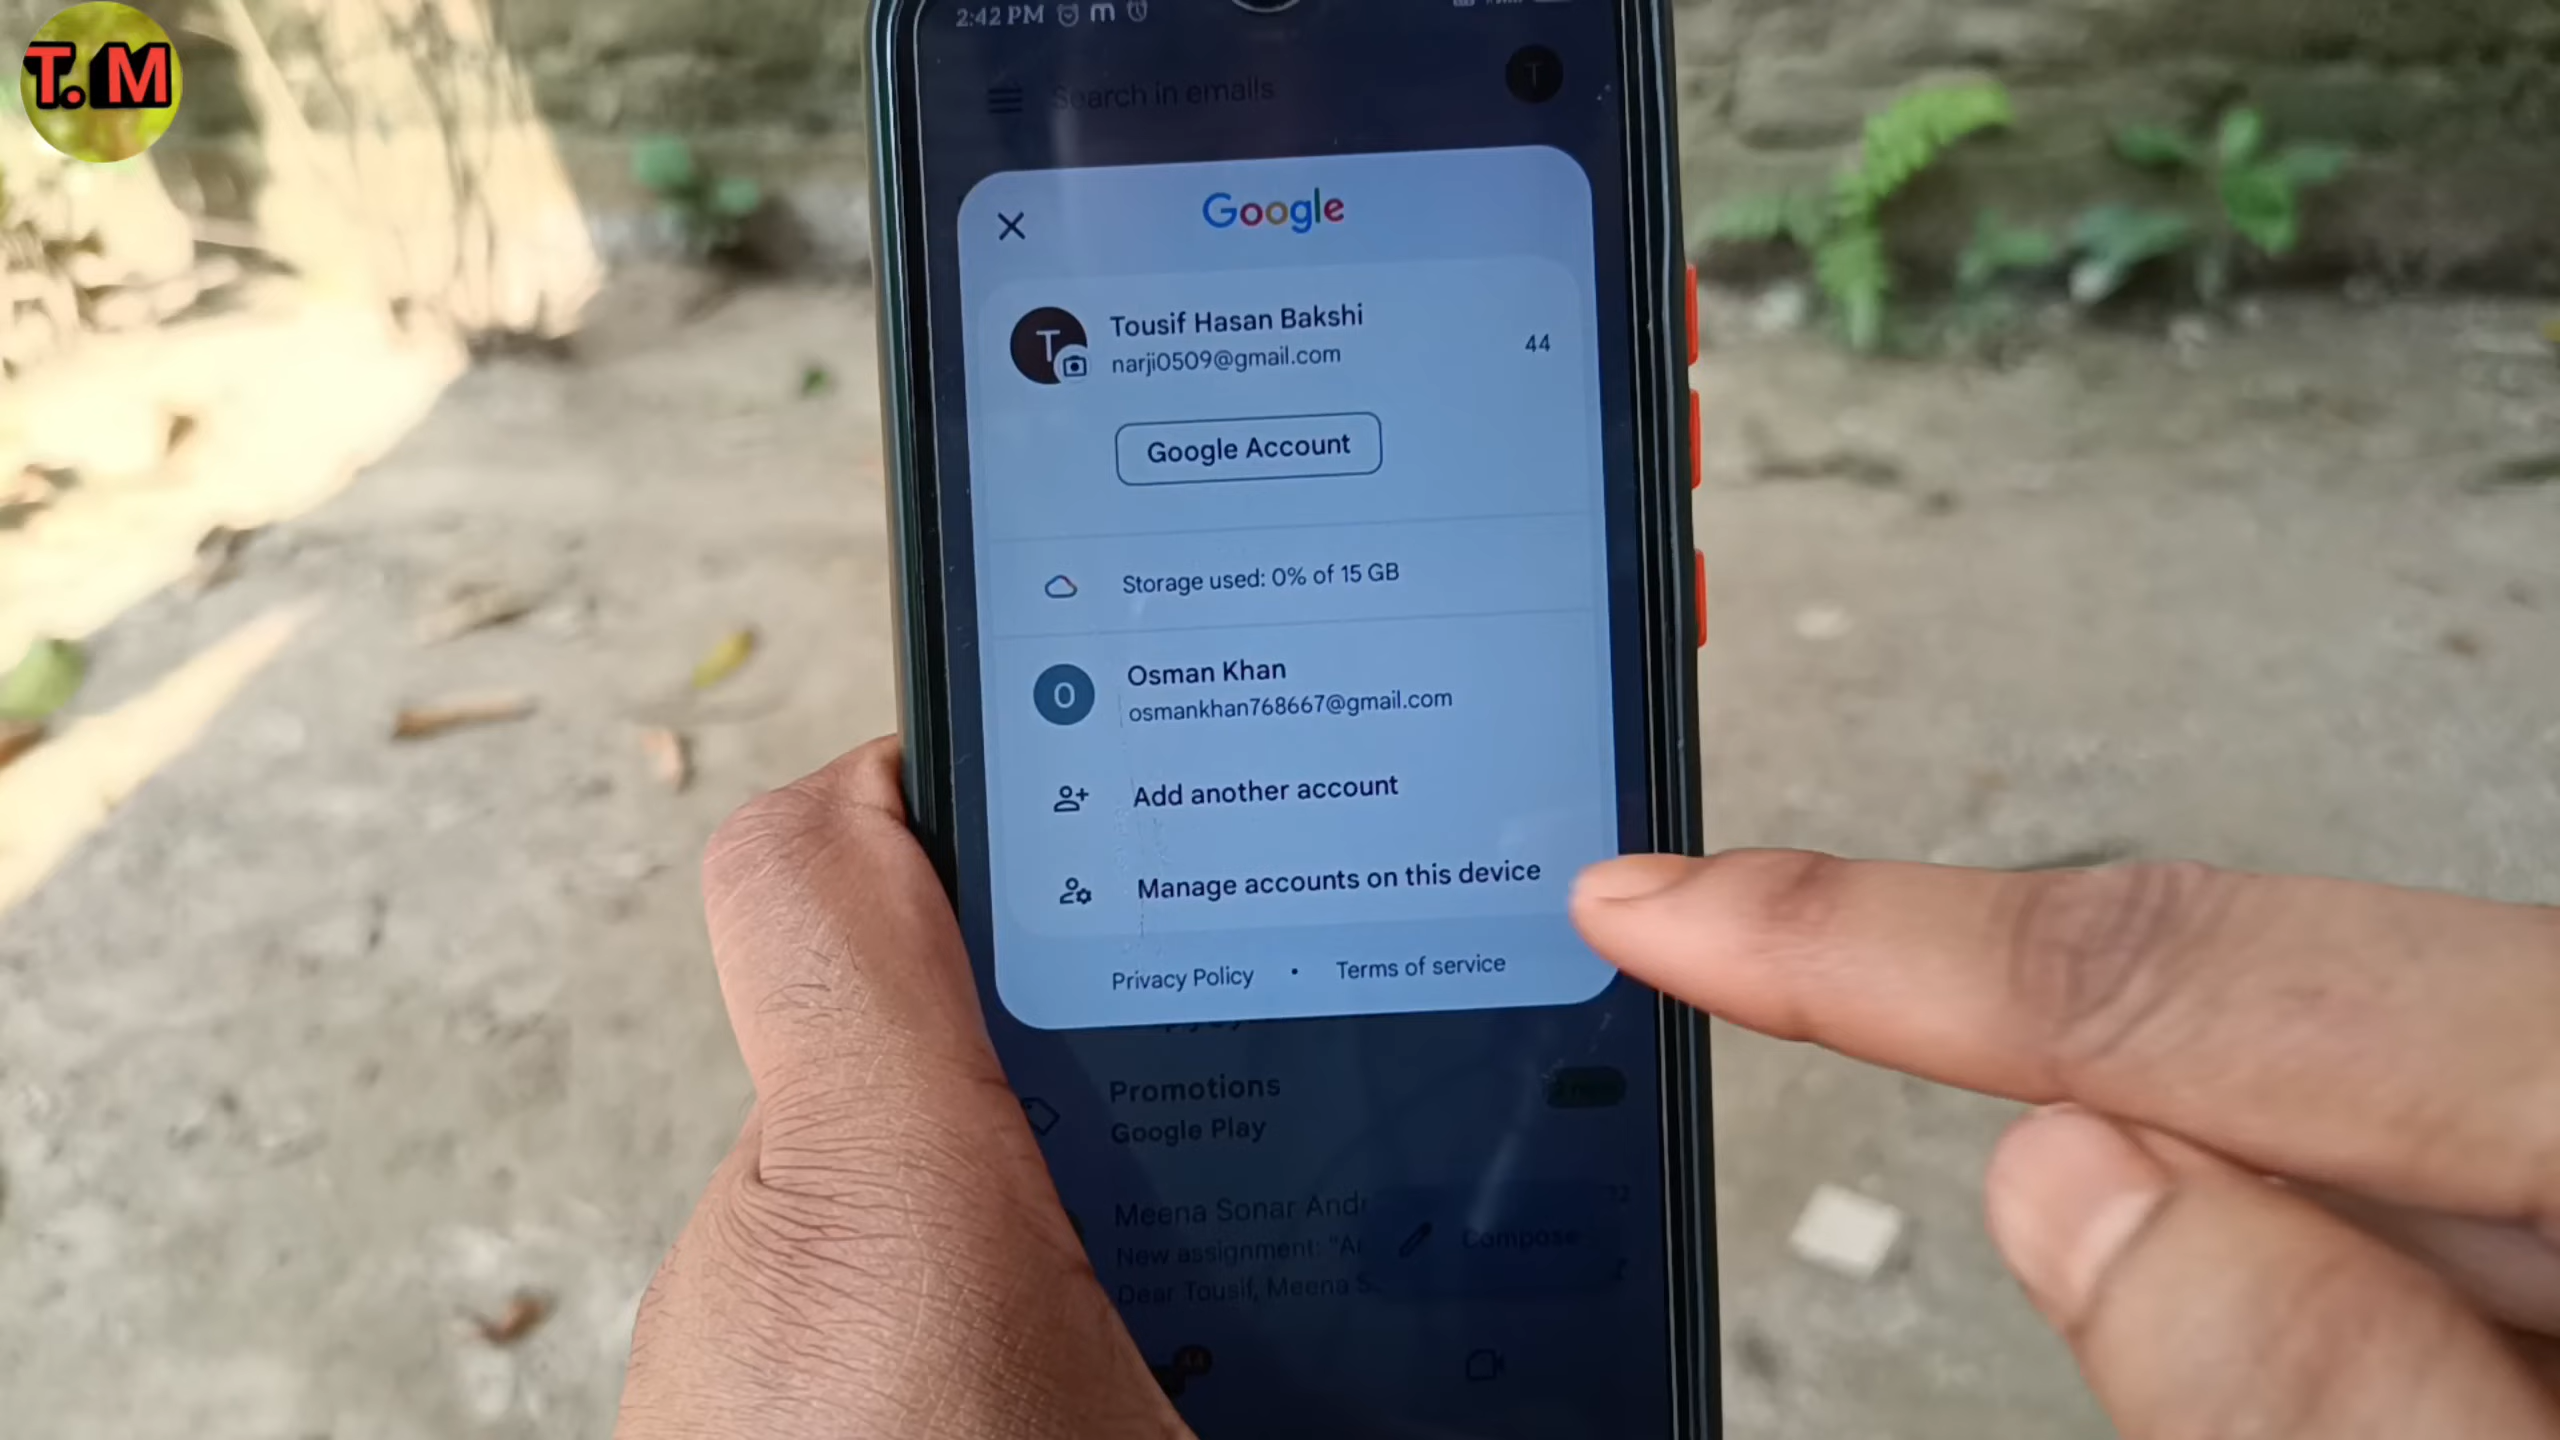 T.M
2:42 PM
Search in emails
T
Google
T
Tousif Hasan Bakshi
narji0509@gmail.com
44
Google Account
Storage used: 0% of 15 GB
O
Osman Khan
osmankhan768667@gmail.com
Add another account
Manage accounts on this device
Privacy Policy • Terms of service
Promotions
Google Play
Meena Sonar Andr
New assignment: "Ar
Compose
Dear Tousif, Meena S
44